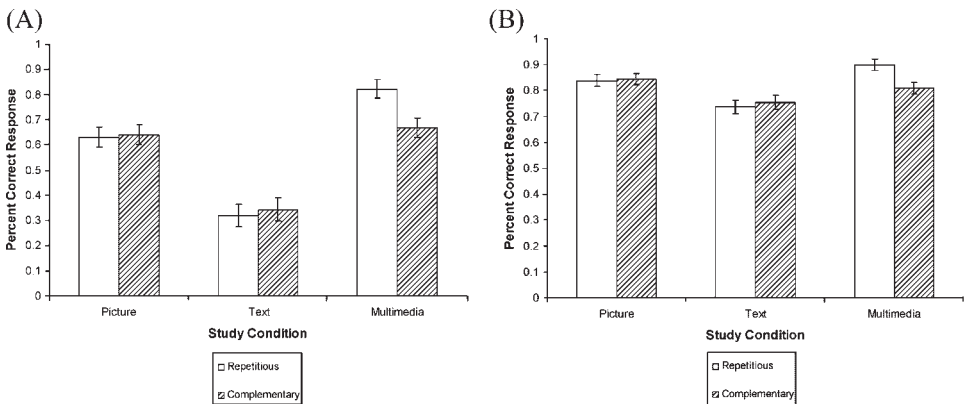 (A)
1
0.9
0.8
0.7
0.6
0.5
0.4
0.3
0.2
0.1
0
Percent Correct Response
Picture
Text
Multimedia
Study Condition
Repetitious
Complementary
(B)
1
0.9
0.8
0.7
0.6
0.5
0.4
0.3
0.2
0.1
0
Percent Correct Response
Picture
Text
Multimedia
Study Condition
Repetitious
Complementary